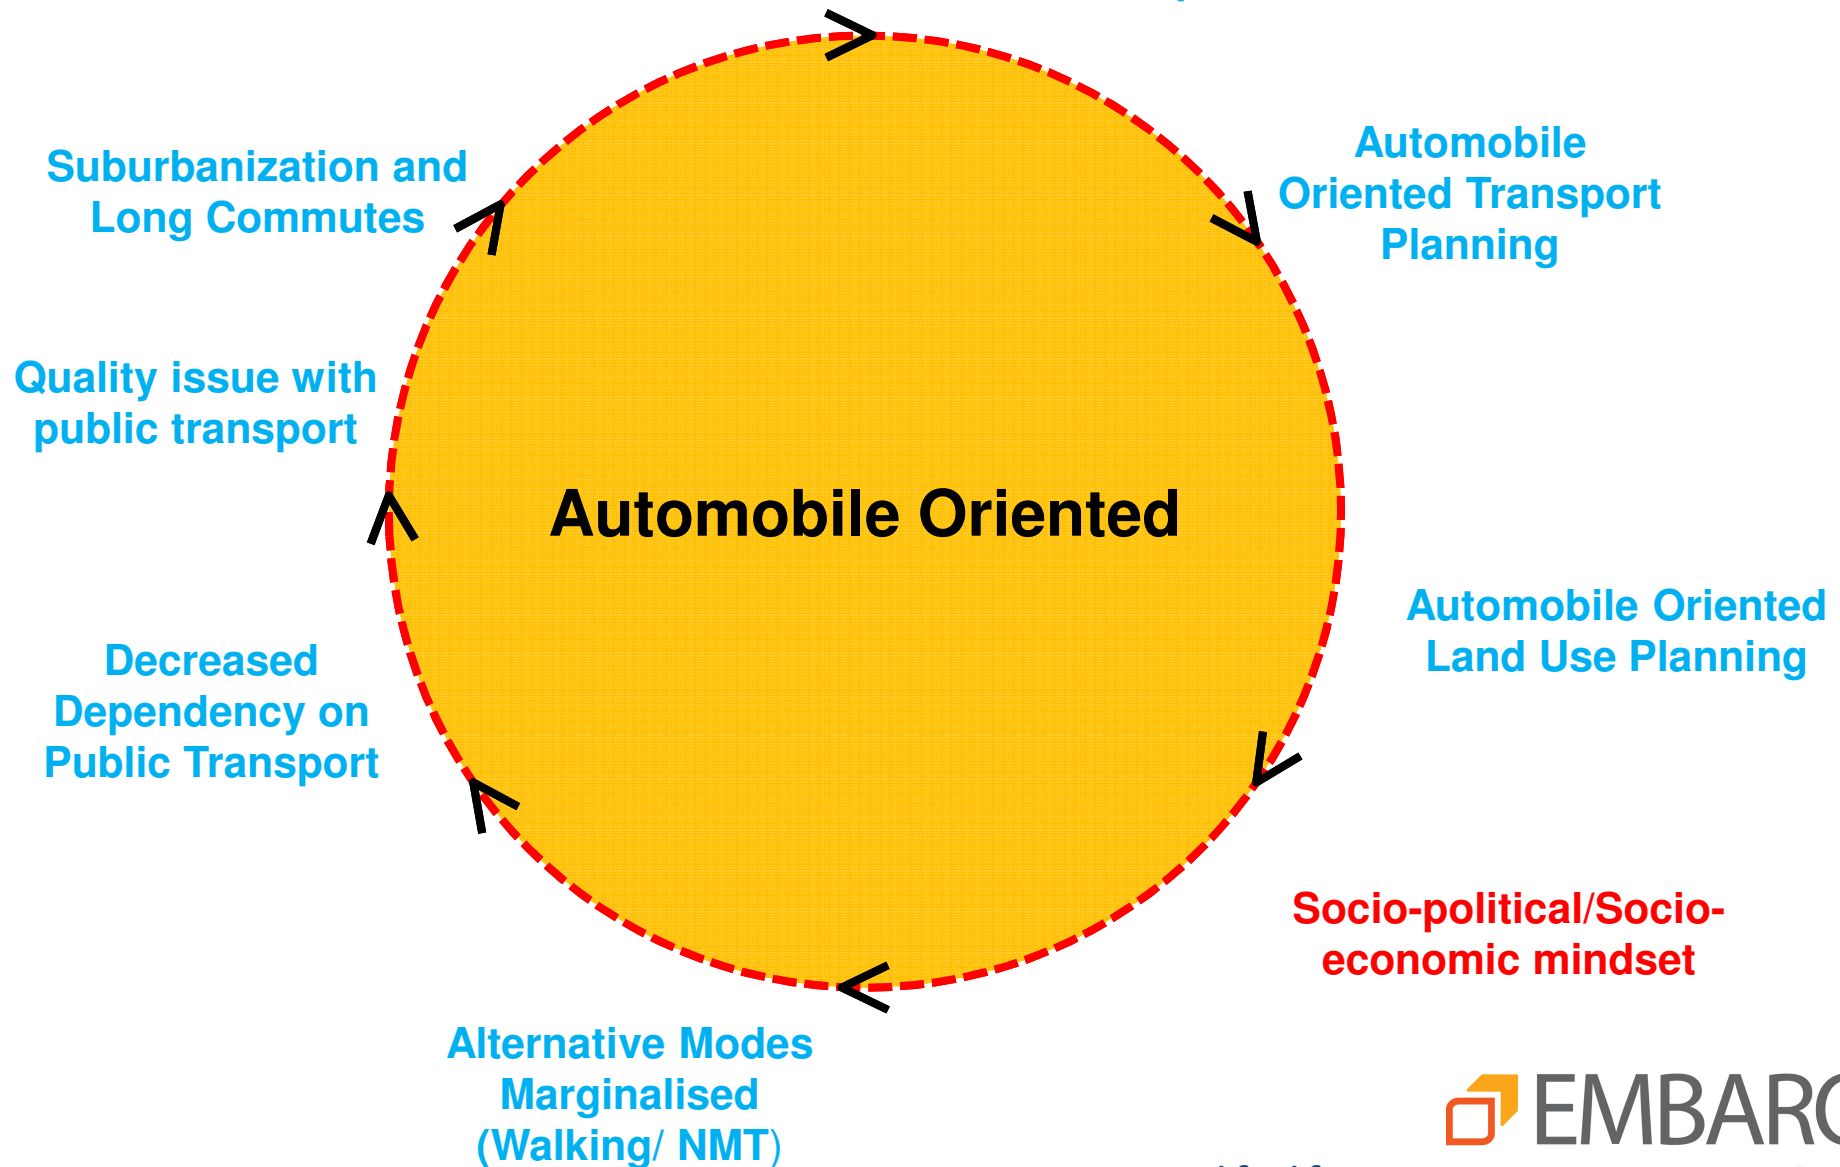 Suburbanization and
Long Commutes
Automobile
Oriented Transport
Planning
Quality issue with
public transport
Automobile Oriented
Automobile Oriented
Land Use Planning
Decreased
Dependency on
Public Transport
Socio-political/Socio-
economic mindset
Alternative Modes
Marginalised
(Walking/ NMT)
EMBARQ